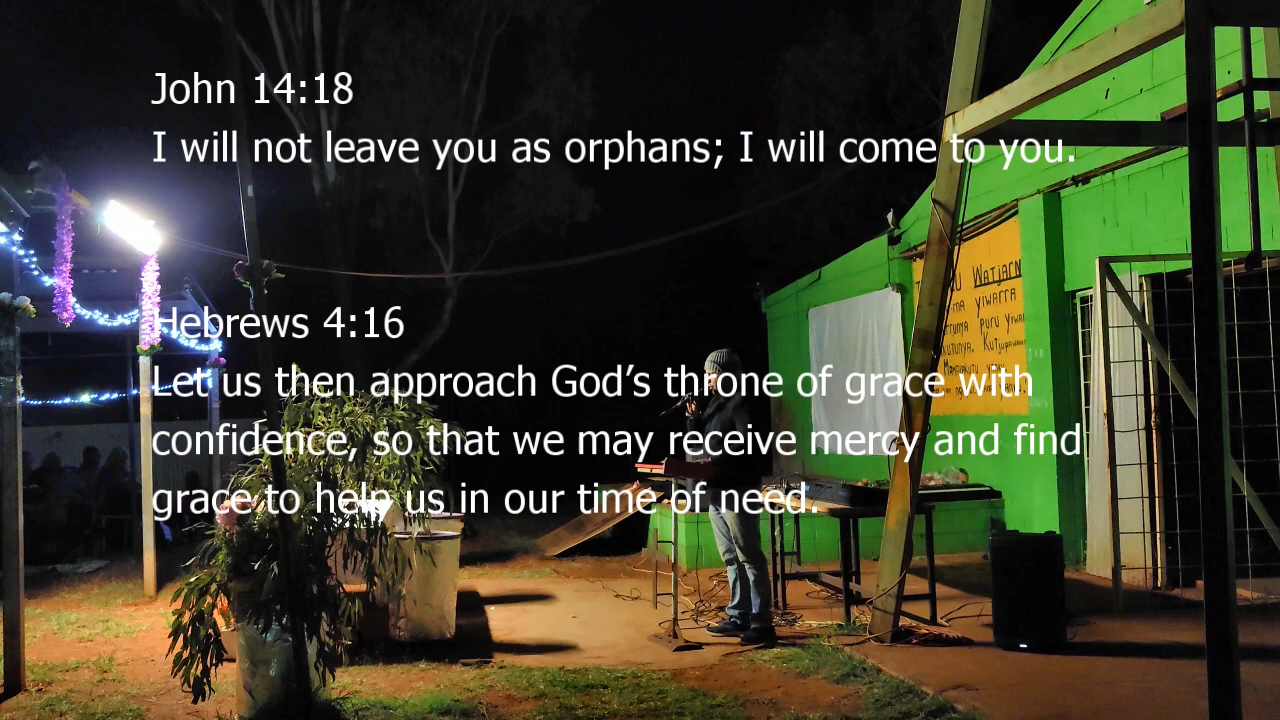 John 14:18
I will not leave you as orphans; I will come to you.
Hebrews 4:16
Let us then approach God’s throne of grace with
confidence, so that we may receive mercy and find
grace to help us in our time of need.
WATJARN
YIWARRA
PURU